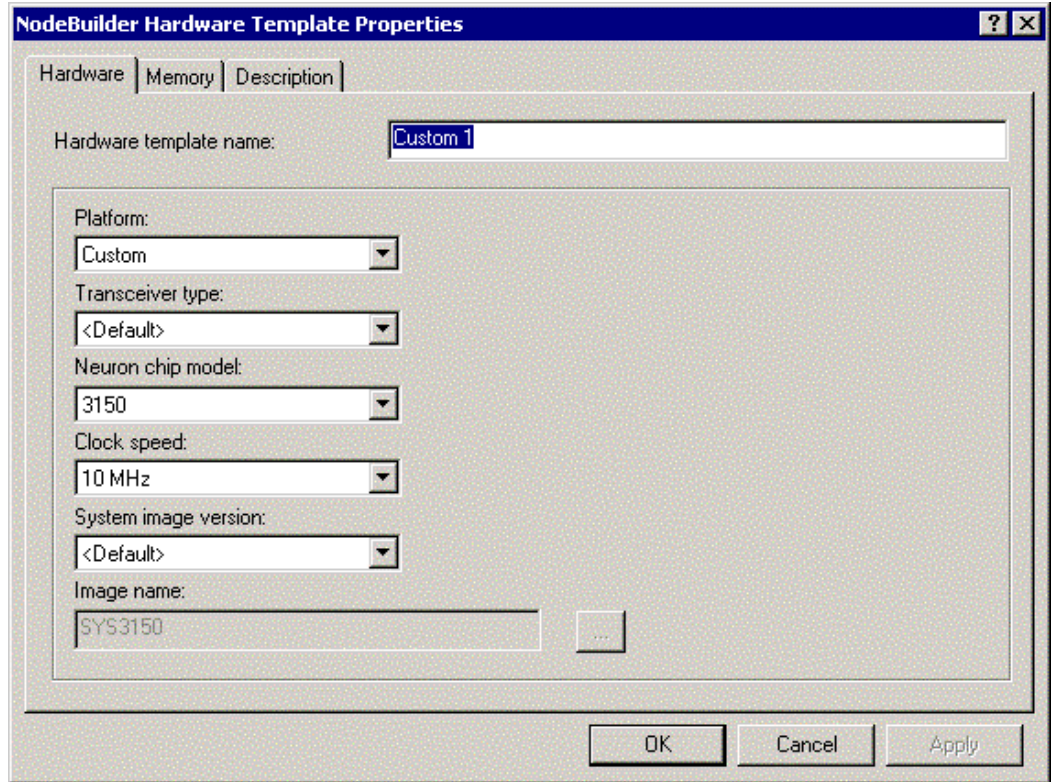 NodeBuilder Hardware Template Properties
Hardware Memory Description
Hardware template name: Custom 1
Platform:
Custom
Transceiver type:
<Default>
Neuron chip model:
3150
Clock speed:
10 MHz
System image version:
<Default>
Image name:
SYS3150 ...
OK Cancel Apply